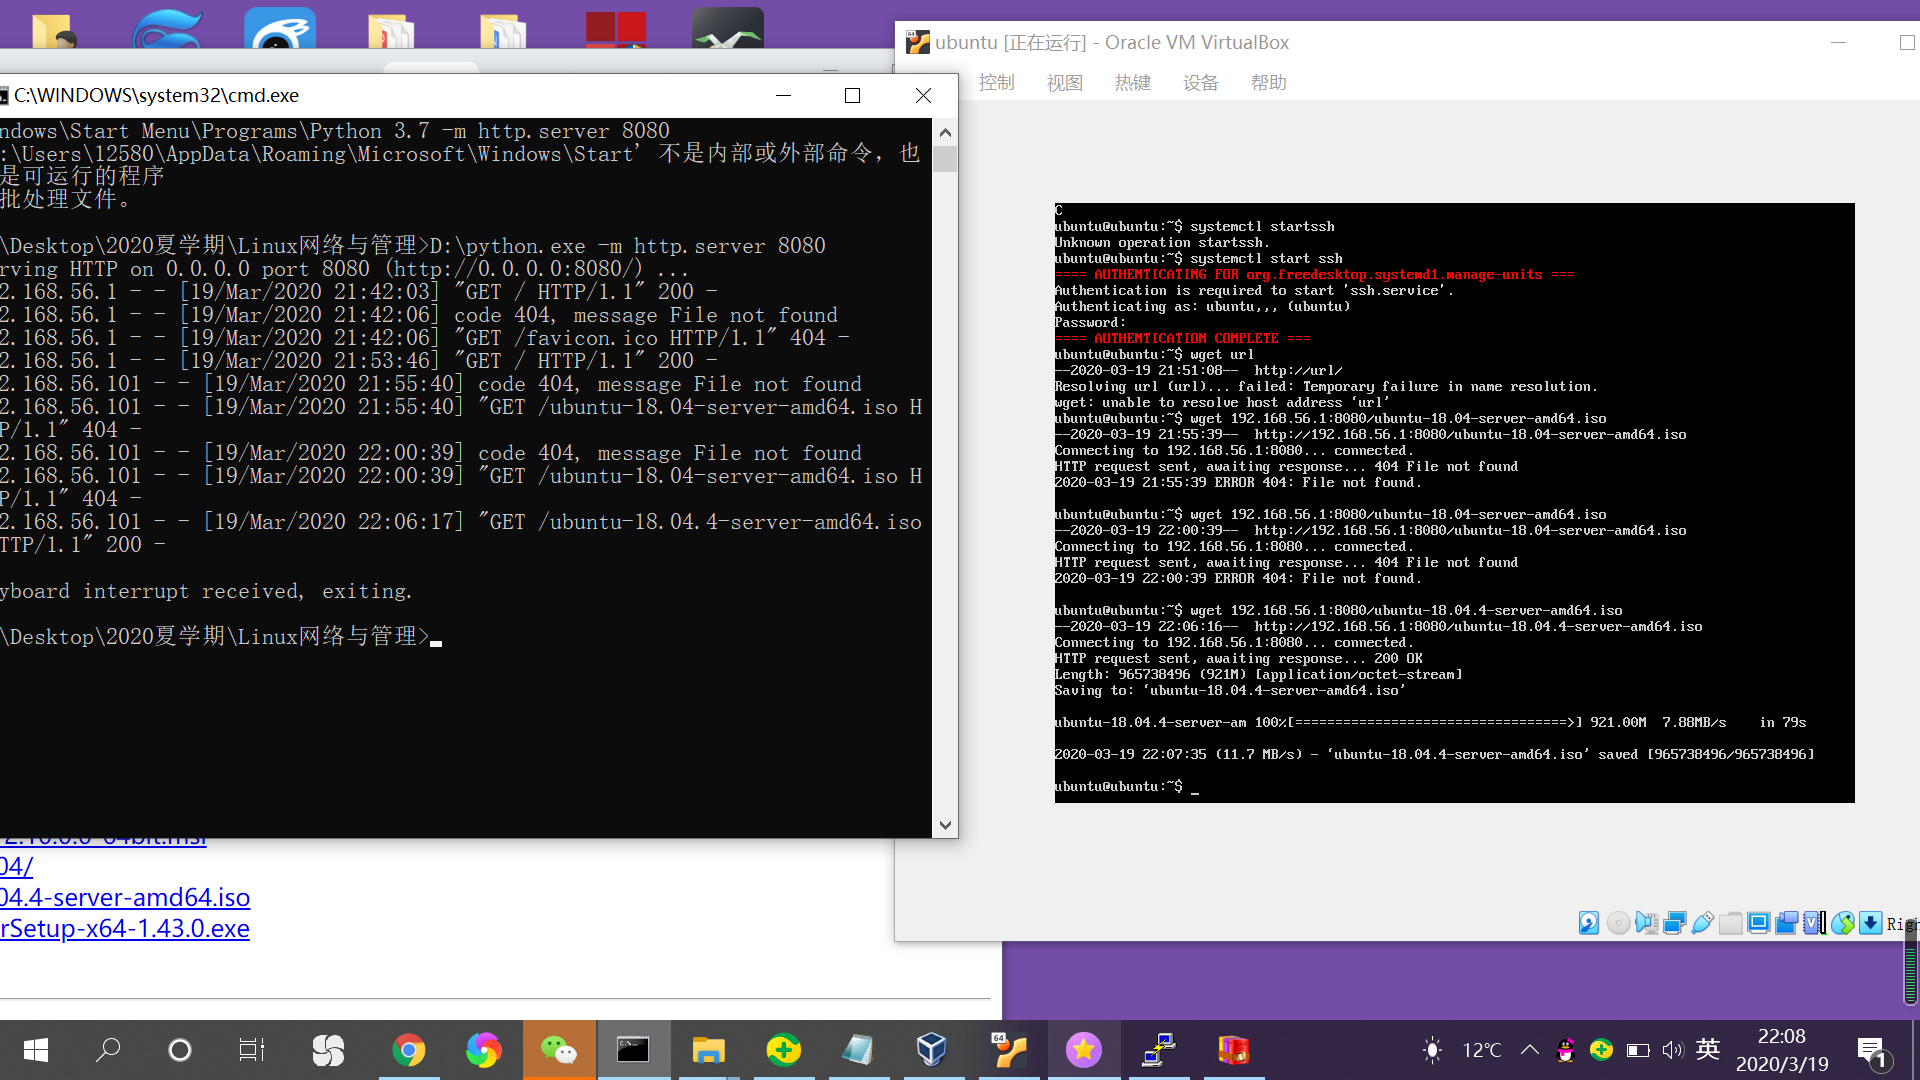 C:\WINDOWS\system32\cmd.exe
ndows\Start Menu\Programs\Python 3.7 -m http.server 8080
:\Users\12580\AppData\Roaming\Microsoft\Windows\Start' 不是内部或外部命令，也
是可运行的程序
批处理文件。
\Desktop\2020夏学期\Linux网络与管理>D:\python.exe -m http.server 8080
rving HTTP on 0.0.0.0 port 8080 (http://0.0.0.0:8080/) ...
2.168.56.1 - - [19/Mar/2020 21:42:03] "GET / HTTP/1.1" 200 -
2.168.56.1 - - [19/Mar/2020 21:42:06] code 404, message File not found
2.168.56.1 - - [19/Mar/2020 21:42:06] "GET /favicon.ico HTTP/1.1" 404 -
2.168.56.1 - - [19/Mar/2020 21:53:46] "GET / HTTP/1.1" 200 -
2.168.56.101 - - [19/Mar/2020 21:55:40] code 404, message File not found
2.168.56.101 - - [19/Mar/2020 21:55:40] "GET /ubuntu-18.04-server-amd64.iso H
P/1.1" 404 -
2.168.56.101 - - [19/Mar/2020 22:00:39] code 404, message File not found
2.168.56.101 - - [19/Mar/2020 22:00:39] "GET /ubuntu-18.04-server-amd64.iso H
P/1.1" 404 -
2.168.56.101 - - [19/Mar/2020 22:06:17] "GET /ubuntu-18.04.4-server-amd64.iso
TTP/1.1" 200 -
yboard interrupt received, exiting.
\Desktop\2020夏学期\Linux网络与管理>
04/
04.4-server-amd64.iso
rSetup-x64-1.43.0.exe
ubuntu [正在运行] - Oracle VM VirtualBox
控制 视图 热键 设备 帮助
C
ubuntu@ubuntu:~$ systemctl startssh
Unknown operation startssh.
ubuntu@ubuntu:~$ systemctl start ssh
==== AUTHENTICATING FOR org.freedesktop.systemd1.manage-units ===
Authentication is required to start 'ssh.service'.
Authenticating as: ubuntu,,, (ubuntu)
Password:
==== AUTHENTICATION COMPLETE ===
ubuntu@ubuntu:~$ wget url
--2020-03-19 21:51:08--  http://url/
Resolving url (url)... failed: Temporary failure in name resolution.
wget: unable to resolve host address ‘url’
ubuntu@ubuntu:~$ wget 192.168.56.1:8080/ubuntu-18.04-server-amd64.iso
--2020-03-19 21:55:39--  http://192.168.56.1:8080/ubuntu-18.04-server-amd64.iso
Connecting to 192.168.56.1:8080... connected.
HTTP request sent, awaiting response... 404 File not found
2020-03-19 21:55:39 ERROR 404: File not found.
ubuntu@ubuntu:~$ wget 192.168.56.1:8080/ubuntu-18.04-server-amd64.iso
--2020-03-19 22:00:39--  http://192.168.56.1:8080/ubuntu-18.04-server-amd64.iso
Connecting to 192.168.56.1:8080... connected.
HTTP request sent, awaiting response... 404 File not found
2020-03-19 22:00:39 ERROR 404: File not found.
ubuntu@ubuntu:~$ wget 192.168.56.1:8080/ubuntu-18.04.4-server-amd64.iso
--2020-03-19 22:06:16--  http://192.168.56.1:8080/ubuntu-18.04.4-server-amd64.iso
Connecting to 192.168.56.1:8080... connected.
HTTP request sent, awaiting response... 200 OK
Length: 965738496 (921M) [application/octet-stream]
Saving to: ‘ubuntu-18.04.4-server-amd64.iso’
ubuntu-18.04.4-server-am 100%[==================================>] 921.00M  7.88MB/s    in 79s
2020-03-19 22:07:35 (11.7 MB/s) - ‘ubuntu-18.04.4-server-amd64.iso’ saved [965738496/965738496]
ubuntu@ubuntu:~$ _
Righ
12℃ 英
22:08
2020/3/19
1